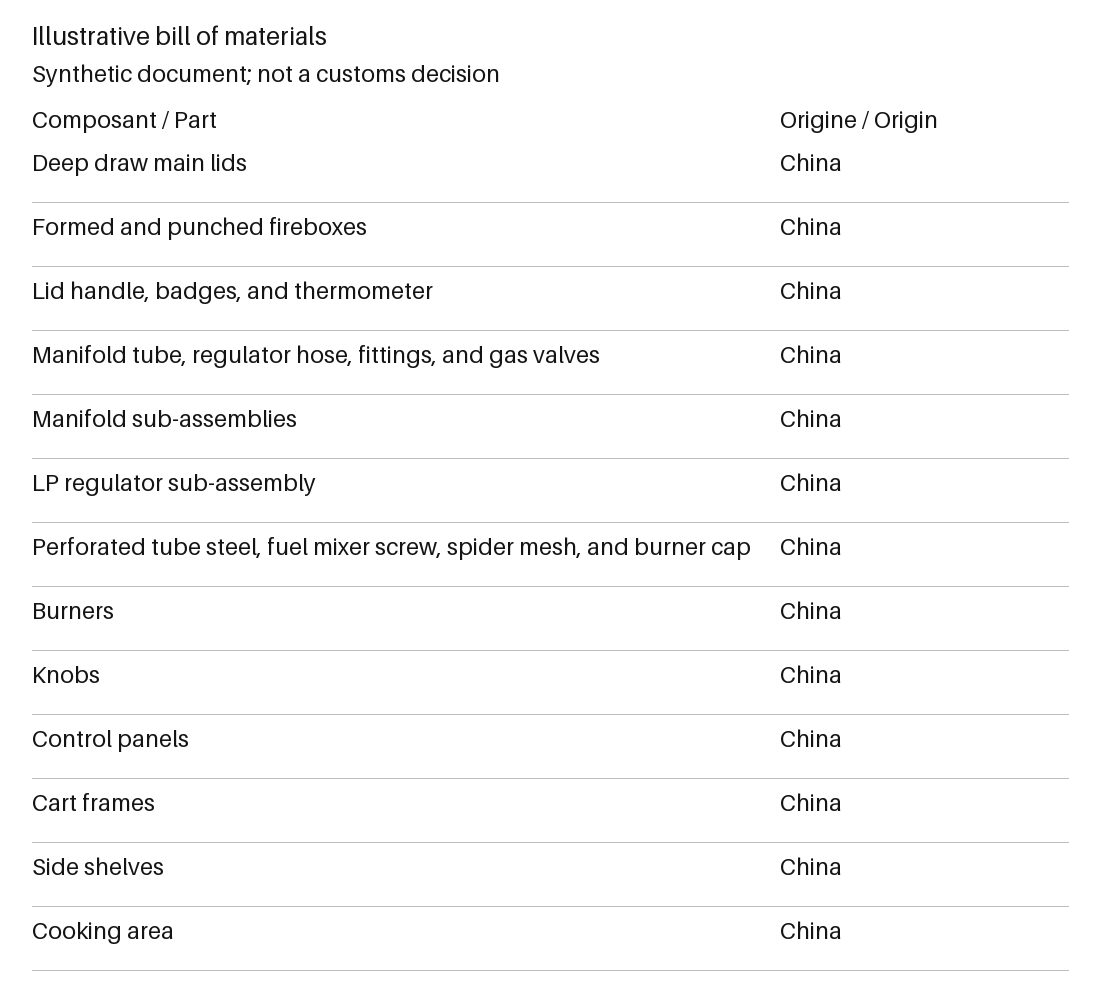 Illustrative bill of materials
Synthetic document; not a customs decision
Composant / Part Origine / Origin
Deep draw main lids China
Formed and punched fireboxes China
Lid handle, badges, and thermometer China
Manifold tube, regulator hose, fittings, and gas valves China
Manifold sub-assemblies China
LP regulator sub-assembly China
Perforated tube steel, fuel mixer screw, spider mesh, and burner cap China
Burners China
Knobs China
Control panels China
Cart frames China
Side shelves China
Cooking area China